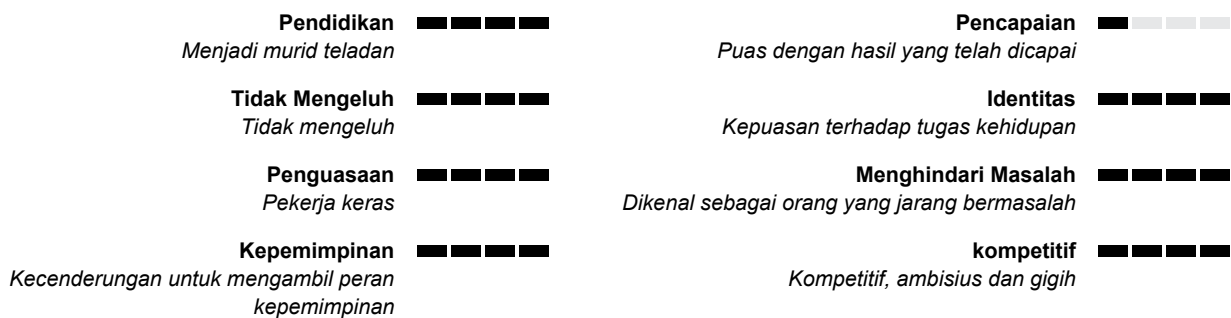 Pendidikan
Menjadi murid teladan
Tidak Mengeluh
Tidak mengeluh
Penguasaan
Pekerja keras
Kepemimpinan
Kecenderungan untuk mengambil peran
kepemimpinan
Pencapaian
Puas dengan hasil yang telah dicapai
Identitas
Kepuasan terhadap tugas kehidupan
Menghindari Masalah
Dikenal sebagai orang yang jarang bermasalah
kompetitif
Kompetitif, ambisius dan gigih